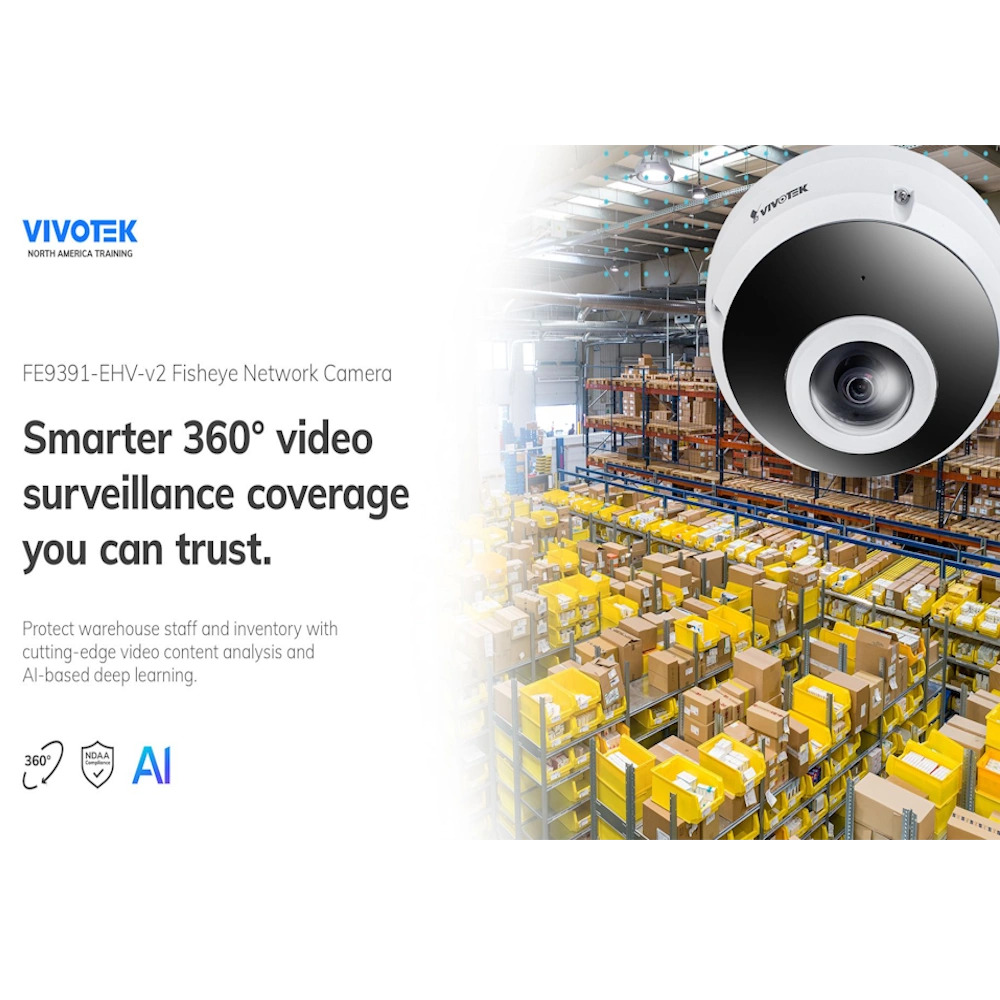 VIVOTEK
NORTH AMERICA TRAINING
FE9391-EHV-v2 Fisheye Network Camera
Smarter 360° video
surveillance coverage
you can trust.
Protect warehouse staff and inventory with
cutting-edge video content analysis and
AI-based deep learning.
360°
NDAA
Compliance
AI
VIVOTEK